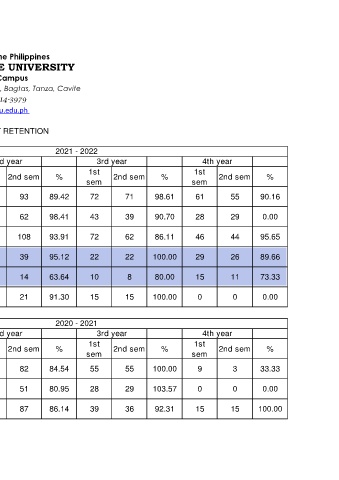 ne Philippines
E UNIVERSITY
Campus
, Bagtas, Tanza, Cavite
14-3979
u.edu.ph
RETENTION
2021 - 2022
d year 3rd year 4th year
2nd sem % 1st sem 2nd sem % 1st sem 2nd sem %
93 89.42 72 71 98.61 61 55 90.16
62 98.41 43 39 90.70 28 29 0.00
108 93.91 72 62 86.11 46 44 95.65
39 95.12 22 22 100.00 29 26 89.66
14 63.64 10 8 80.00 15 11 73.33
21 91.30 15 15 100.00 0 0 0.00
2020 - 2021
d year 3rd year 4th year
2nd sem % 1st sem 2nd sem % 1st sem 2nd sem %
82 84.54 55 55 100.00 9 3 33.33
51 80.95 28 29 103.57 0 0 0.00
87 86.14 39 36 92.31 15 15 100.00